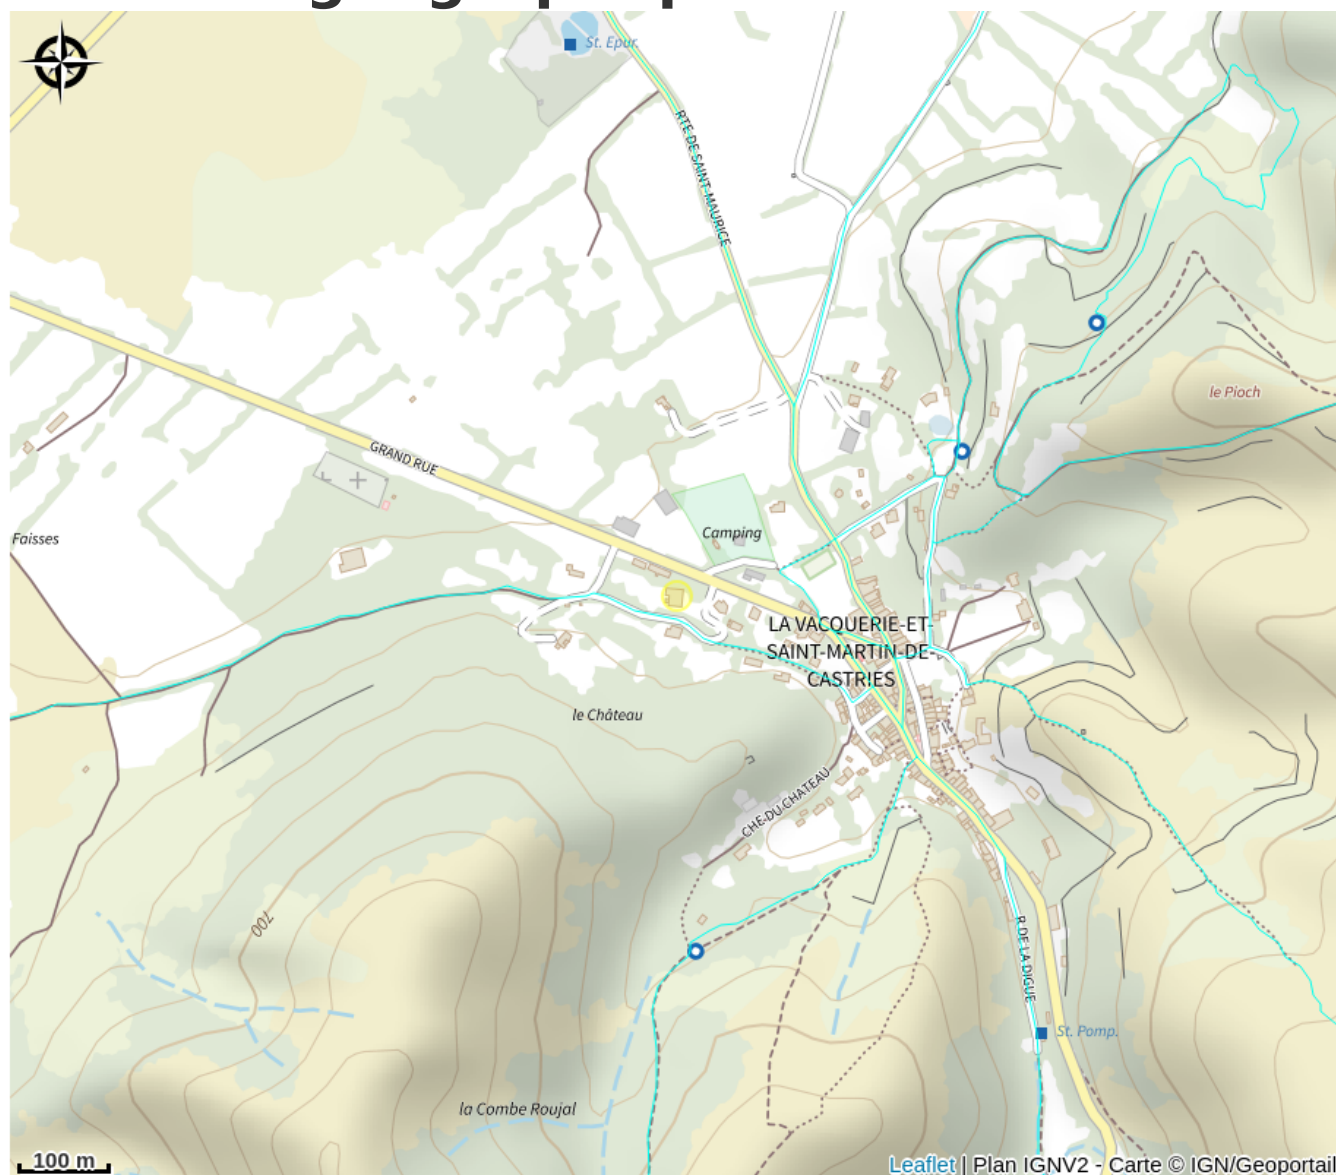 St. Epur.
RTE DE SAINT-MAURICE
le Pioch
GRAND RUE
Faisses
Camping
LA VACQUERIE-ET-
SAINT-MARTIN-DE-
CASTRIES
le Château
CHE-DU-CHATEAU
700
R DE LA DIGUE
St. Pomp.
la Combe Roujal
100 m
Leaflet | Plan IGNV2 - Carte © IGN/Geoportail